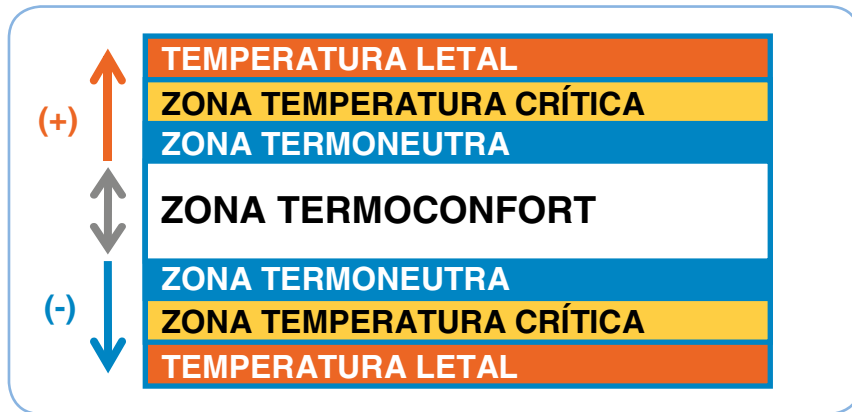 TEMPERATURA LETAL
ZONA TEMPERATURA CRÍTICA
(+)
ZONA TERMONEUTRA
ZONA TERMOCONFORT
ZONA TERMONEUTRA
(-)
ZONA TEMPERATURA CRÍTICA
TEMPERATURA LETAL